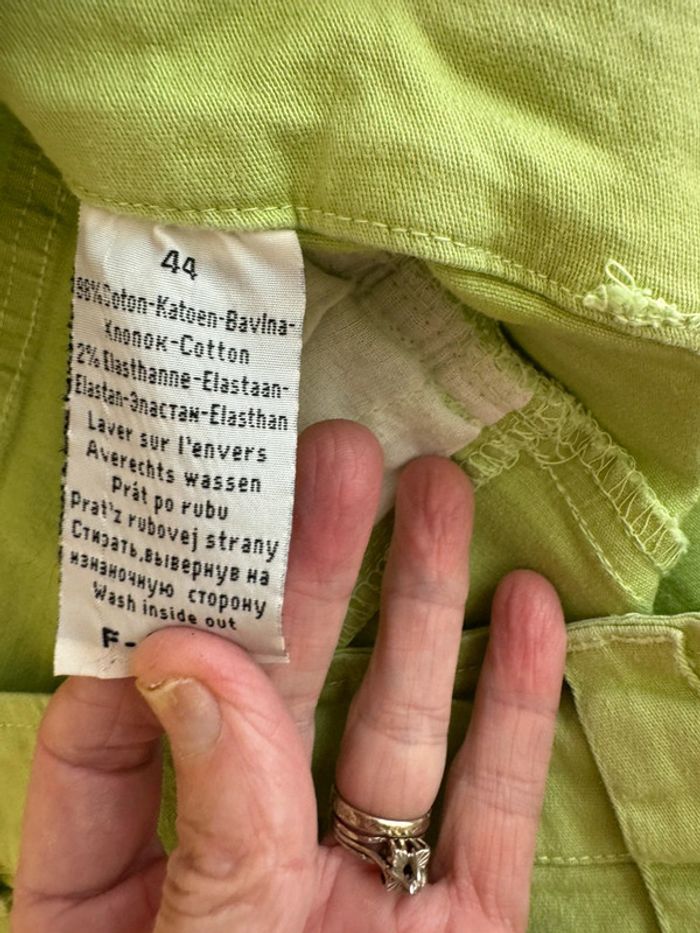 44
98%Coton-Katoen-Bavlna-
Хлопок-Cotton
2% Elasthanne-Elastaan-
Elastan-Эластан-Elasthan
Laver sur l'envers
Averechts wassen
Prát po rubu
Prat'z rubovej strany
Стирать,вывернув на
изнаночную сторону
Wash inside out
F-